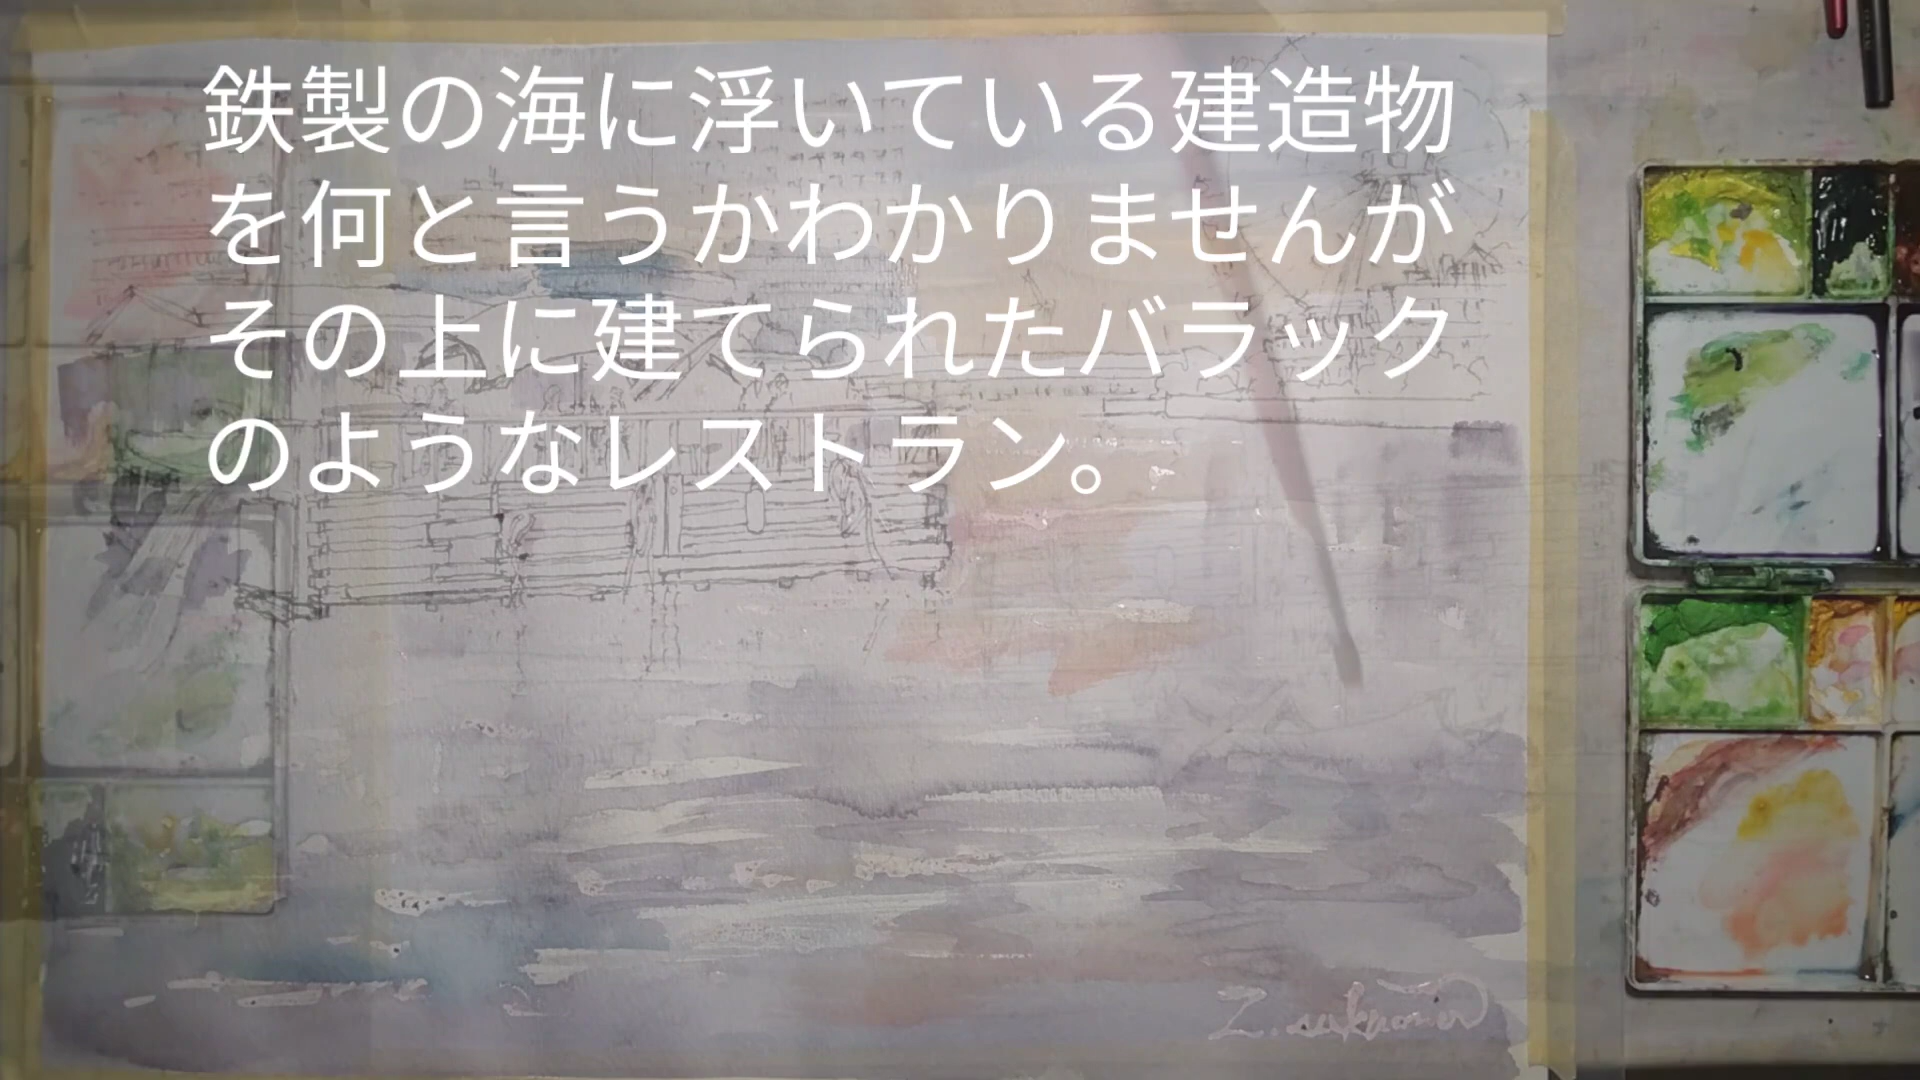 鉄製の海に浮いている建造物
を何と言うかわかりませんが
その上に建てられたバラック
のようなレストラン。